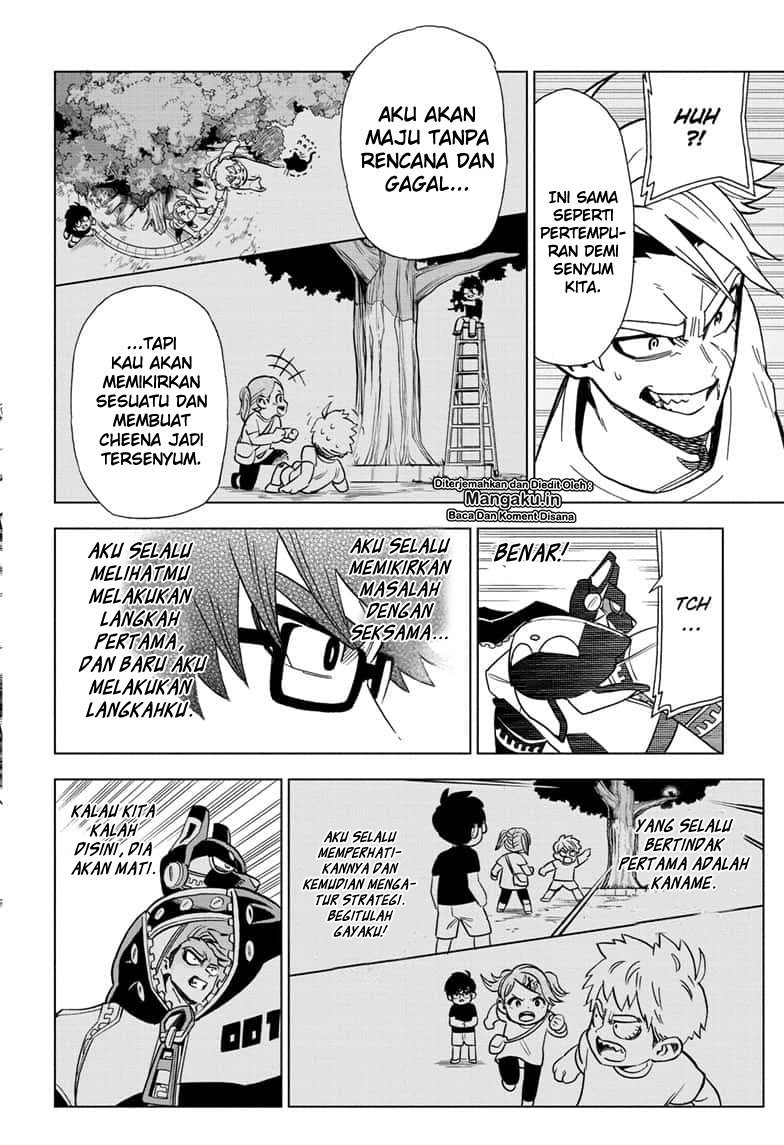 HUH
?!
INI SAMA
SEPERTI
PERTEMPU-
RAN DEMI
SENYUM
KITA.
AKU AKAN
MAJU TANPA
RENCANA DAN
GAGAL...
...TAPI
KAU AKAN
MEMIKIRKAN
SESUATU DAN
MEMBUAT
CHEENA JADI
TERSENYUM.
Diterjemahkan dan Diedit Oleh :
Mangaku.in
Baca Dan Koment Disana
TCH
...
BENAR!
AKU SELALU
MEMIKIRKAN
MASALAH
DENGAN
SEKSAMA...
AKU SELALU
MELIHATMU
MELAKUKAN
LANGKAH
PERTAMA,
DAN BARU AKU
MELAKUKAN
LANGKAHKU.
YANG SELALU
BERTINDAK
PERTAMA ADALAH
KANAME.
AKU SELALU
MEMPERHATI-
KANNYA DAN
KEMUDIAN MENGA-
TUR STRATEGI.
BEGITULAH
GAYAKU!
KALAU KITA
KALAH
DISINI, DIA
AKAN MATI.
001